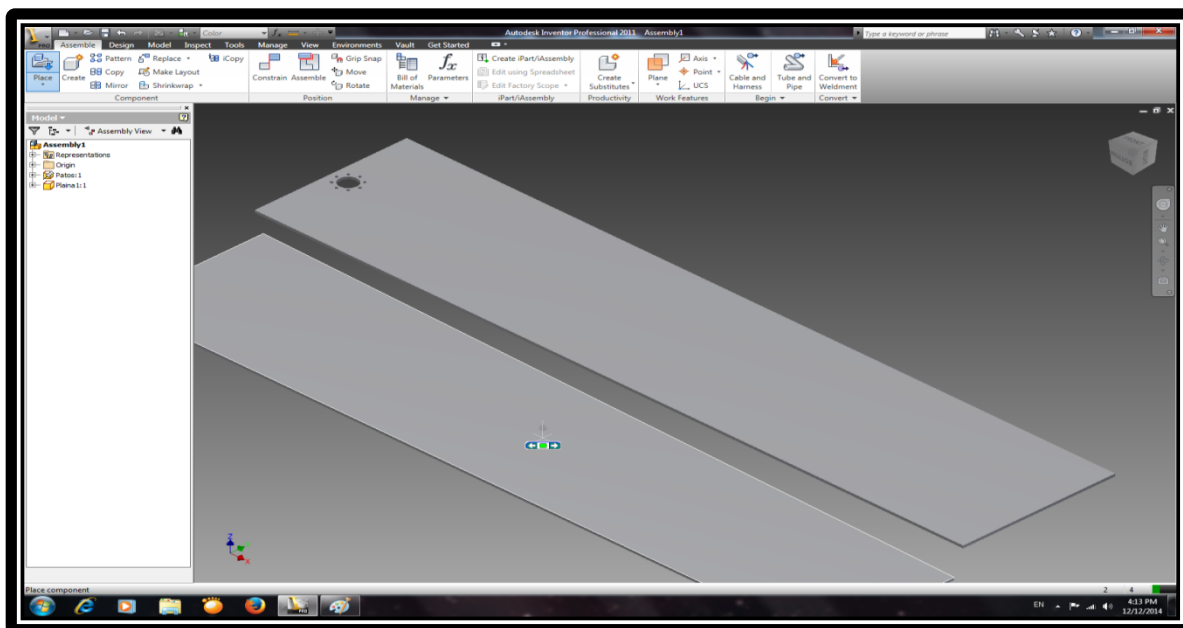 Color
Autodesk Inventor Professional 2011 Assembly1
Type a keyword or phrase
PRO
Assemble Design Model Inspect Tools Manage View Environments Vault Get Started
Pattern Replace iCopy Grip Snap Create iPart/iAssembly Axis
Copy Make Layout Move Edit using Spreadsheet Point
Mirror Shrinkwrap Rotate Edit Factory Scope UCS
Place Create Constrain Assemble Bill of Materials Parameters Create Substitutes Plane Cable and Harness Tube and Pipe Convert to Weldment
Component Position Manage iPart/iAssembly Productivity Work Features Begin Convert
Model
Assembly View
Assembly1
Representations
Origin
Patos:1
Plaina1:1
Z
X
Place component
2 4
PRO
EN
4:13 PM
12/12/2014